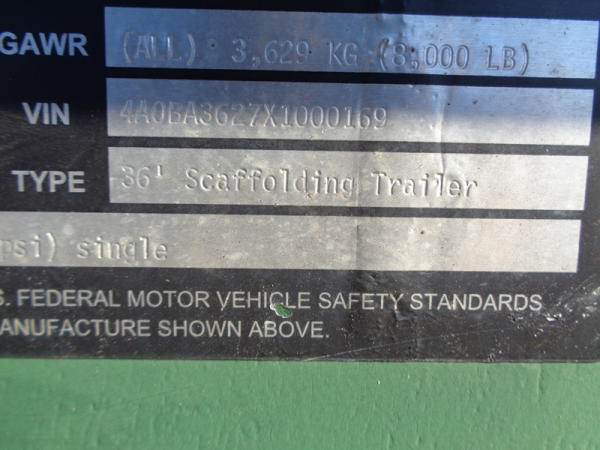 GAWR (ALL) 3,629 KG (8,000 LB)
VIN 4A0BA3627X1000169
TYPE 36' Scaffolding Trailer
psi) single
S. FEDERAL MOTOR VEHICLE SAFETY STANDARDS
MANUFACTURE SHOWN ABOVE.